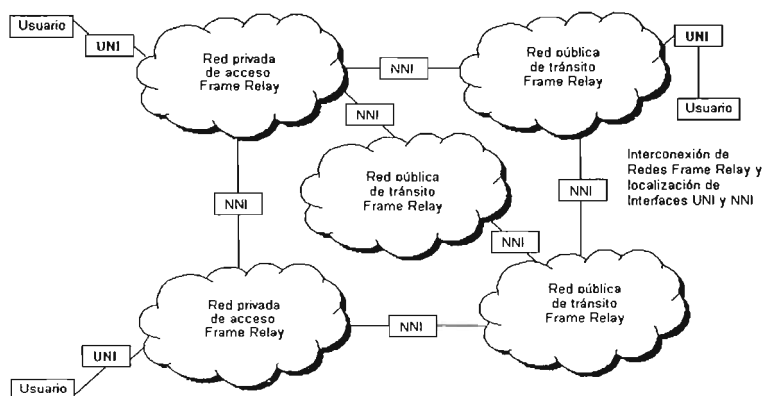 Usuario
UNI
Red privada
de acceso
Frame Relay
NNI
Red pública
de tránsito
Frame Relay
UNI
Usuario
NNI
Red pública
de tránsito
Frame Relay
Interconexión de
Redes Frame Relay y
localización de
Interfaces UNI y NNI
NNI
NNI
NNI
Red privada
de acceso
Frame Relay
Red pública
de tránsito
Frame Relay
NNI
UNI
Usuario